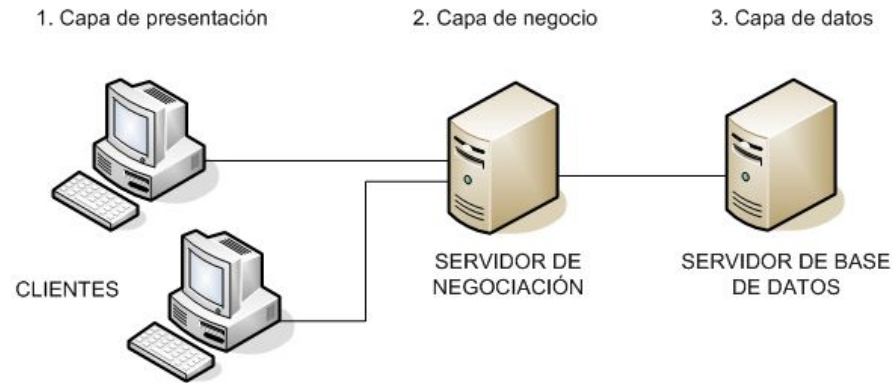 1. Capa de presentación
2. Capa de negocio
3. Capa de datos
CLIENTES
SERVIDOR DE
NEGOCIACIÓN
SERVIDOR DE BASE
DE DATOS